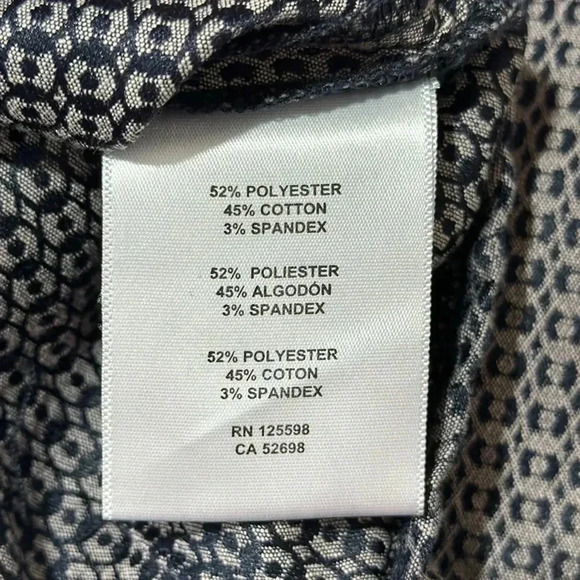 52% POLYESTER
45% COTTON
3% SPANDEX
52% POLIESTER
45% ALGODÓN
3% SPANDEX
52% POLYESTER
45% COTON
3% SPANDEX
RN 125598
CA 52698